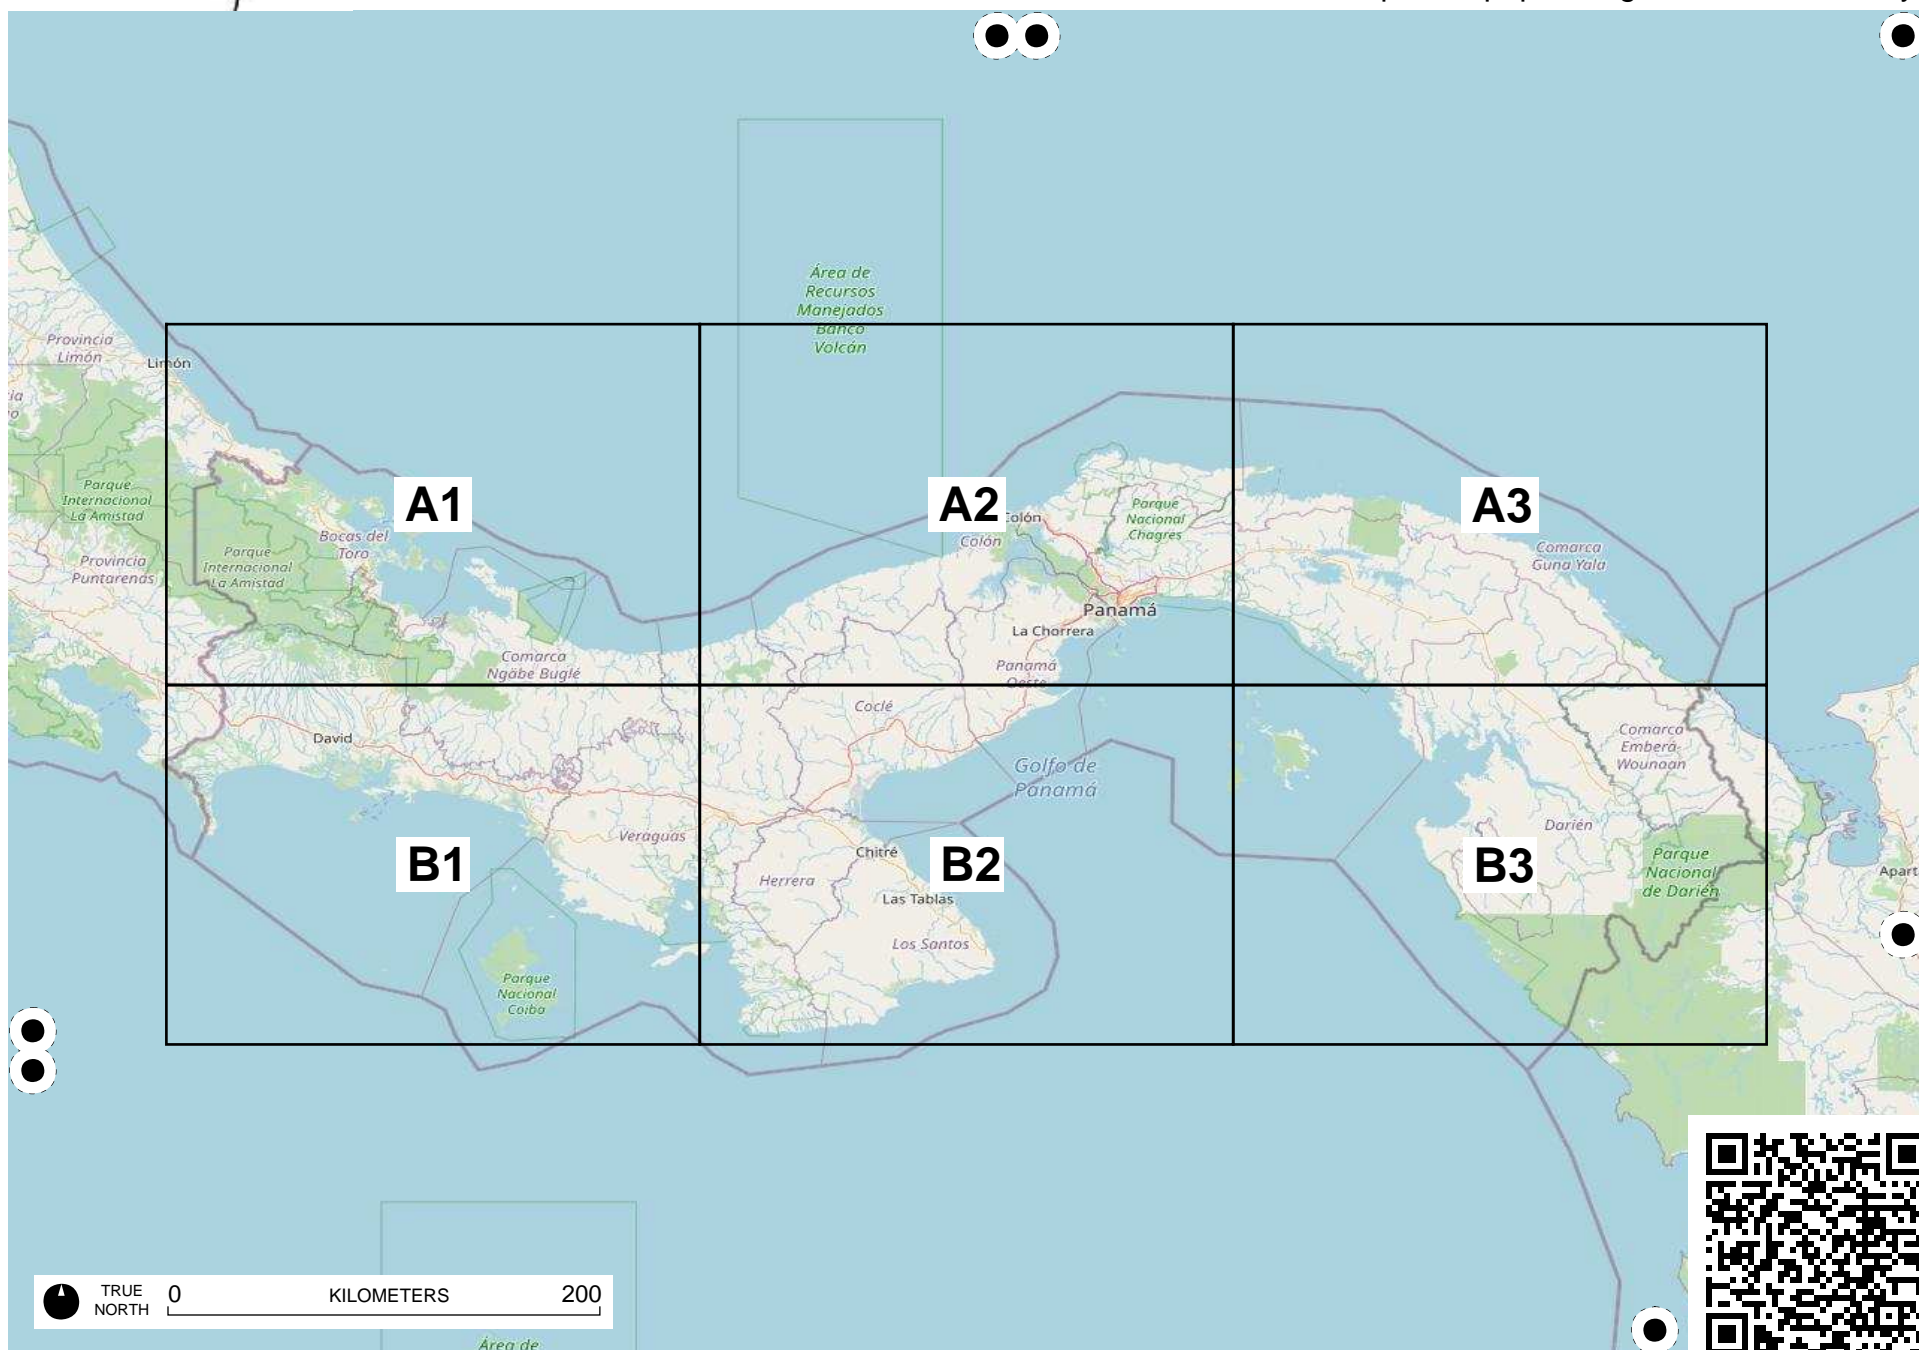 Área de
Recursos
Manejados
Banco
Volcán
Provincia
Limón
Limón
A1
A2
A3
Parque
Internacional
La Amistad
Parque
Nacional
Chagres
Colón
Colón
Bocas del
Toro
Provincia
Puntarenas
Parque
Internacional
La Amistad
Comarca
Guna Yala
Panamá
La Chorrera
Comarca
Ngäbe Buglé
Panamá
Oeste
Coclé
David
Comarca
Emberá-
Wounaan
Golfo de
Panamá
Veraguas
Darién
B1
B2
B3
Chitré
Herrera
Las Tablas
Parque
Nacional
de Darién
Apart
Los Santos
Parque
Nacional
Coiba
TRUE
NORTH
0 KILOMETERS 200
Área de